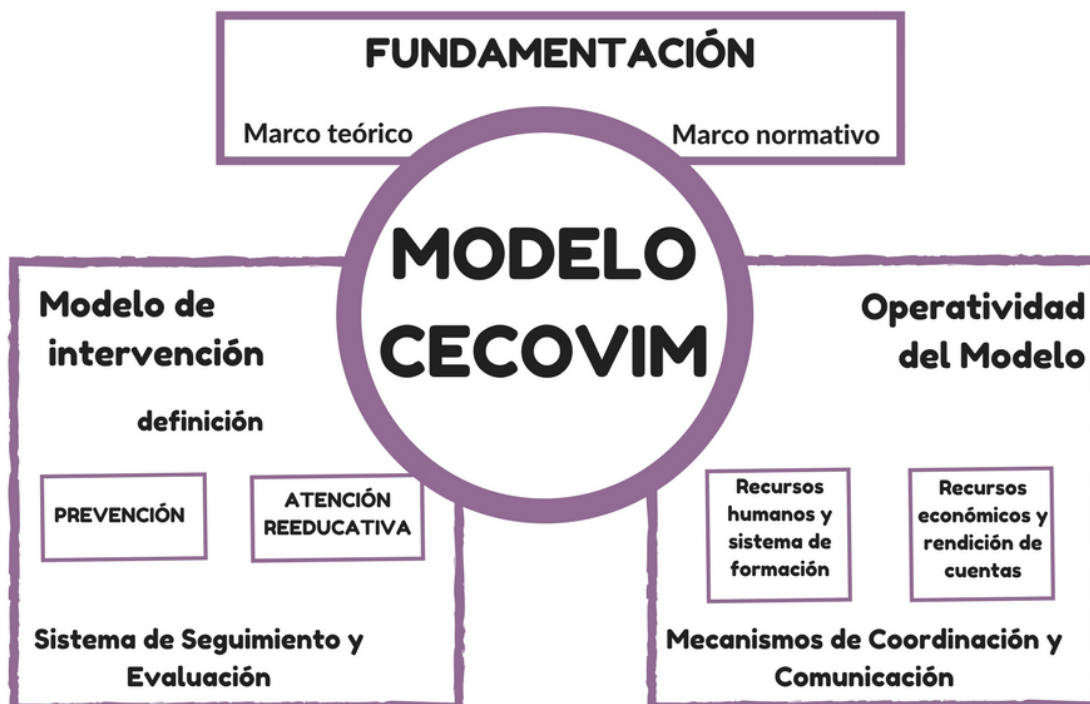 FUNDAMENTACIÓN
Marco teórico
Marco normativo
MODELO
CECOVIM
Modelo de
intervención
definición
PREVENCIÓN
ATENCIÓN
REEDUCATIVA
Sistema de Seguimiento y
Evaluación
Operatividad
del Modelo
Recursos
humanos y
sistema de
formación
Recursos
económicos y
rendición de
cuentas
Mecanismos de Coordinación y
Comunicación